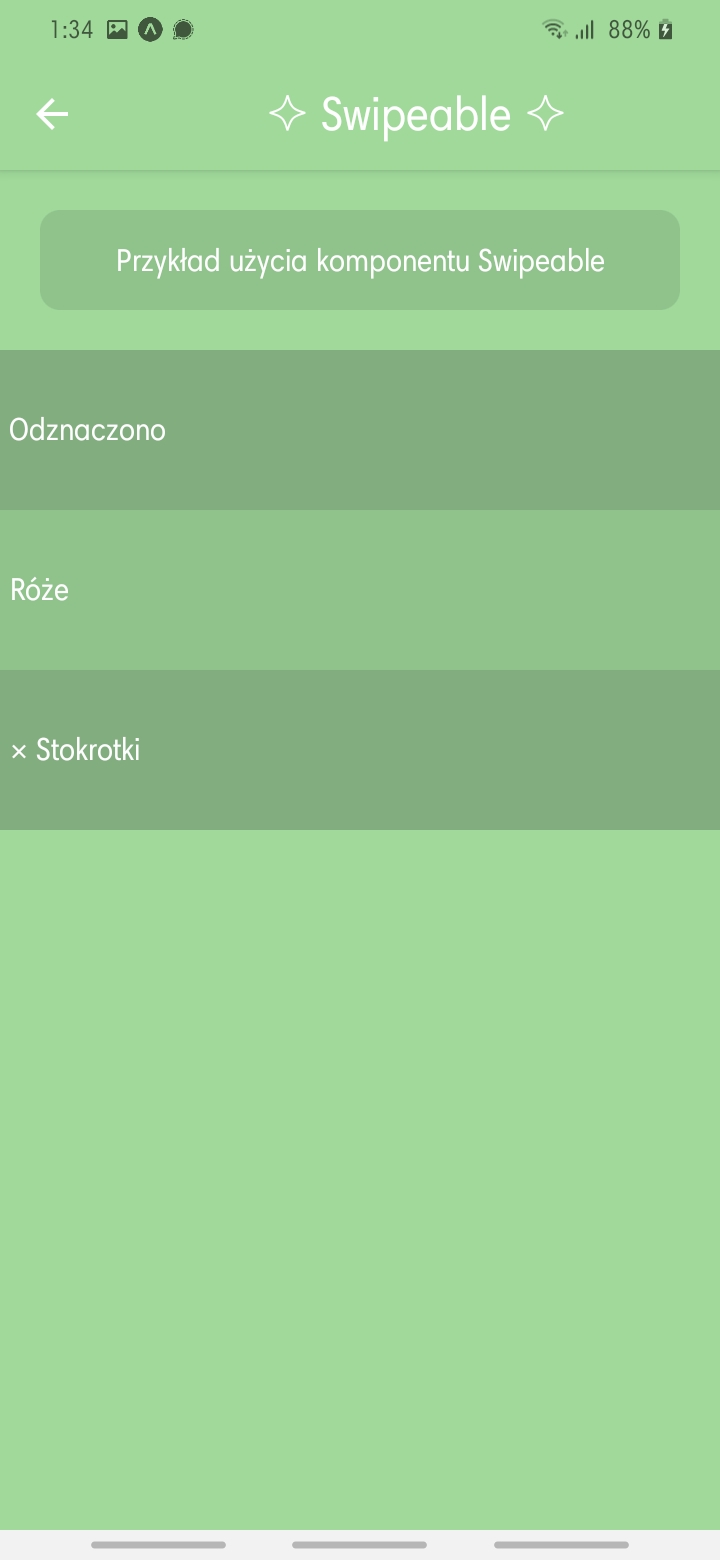 1:34 88%
✧ Swipeable ✧
Przykład użycia komponentu Swipeable
Odznaczono
Róże
× Stokrotki